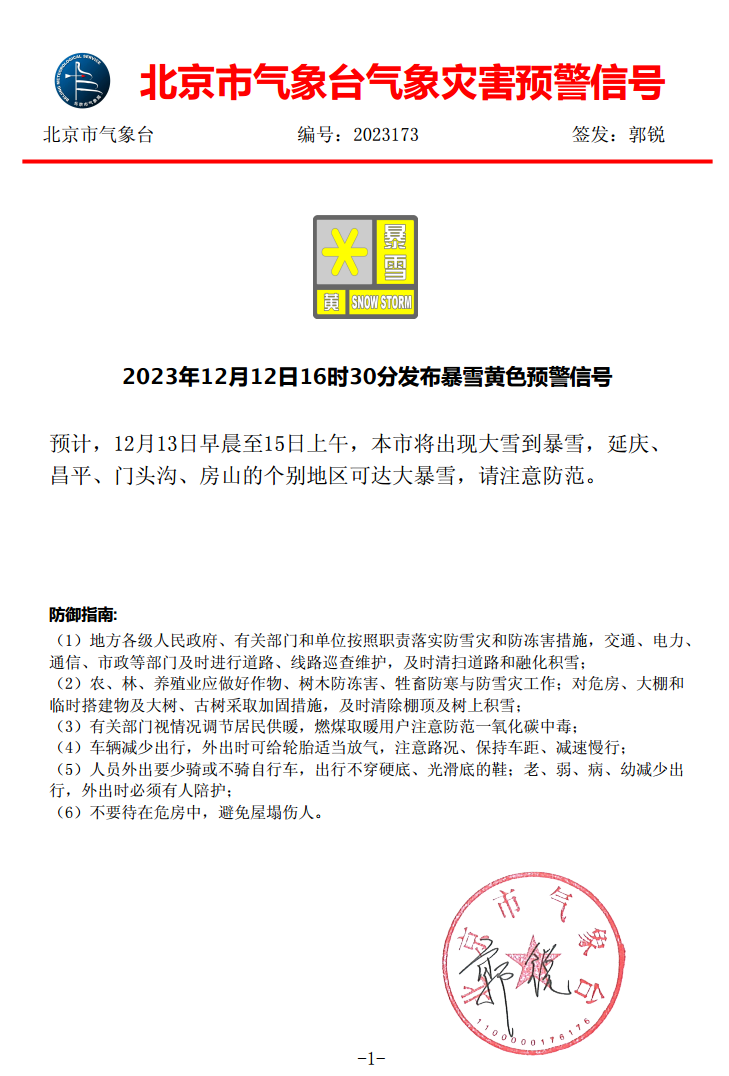 BEIJING METEOROLOGICAL SERVICE
北京市气象局
北京市气象台气象灾害预警信号
北京市气象台 编号：2023173 签发：郭锐
暴
雪
黄 SNOW STORM
2023年12月12日16时30分发布暴雪黄色预警信号
预计，12月13日早晨至15日上午，本市将出现大雪到暴雪，延庆、
昌平、门头沟、房山的个别地区可达大暴雪，请注意防范。
防御指南:
（1）地方各级人民政府、有关部门和单位按照职责落实防雪灾和防冻害措施，交通、电力、
通信、市政等部门及时进行道路、线路巡查维护，及时清扫道路和融化积雪；
（2）农、林、养殖业应做好作物、树木防冻害、牲畜防寒与防雪灾工作；对危房、大棚和
临时搭建物及大树、古树采取加固措施，及时清除棚顶及树上积雪；
（3）有关部门视情况调节居民供暖，燃煤取暖用户注意防范一氧化碳中毒；
（4）车辆减少出行，外出时可给轮胎适当放气，注意路况、保持车距、减速慢行；
（5）人员外出要少骑或不骑自行车，出行不穿硬底、光滑底的鞋；老、弱、病、幼减少出
行，外出时必须有人陪护；
（6）不要待在危房中，避免屋塌伤人。
北京市气象台
郭锐
1100000176176
-1-